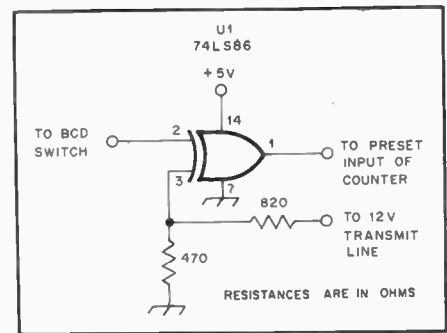 U1
74LS86
+5V
14
TO BCD
SWITCH
2
3
1
7
TO PRESET
INPUT OF
COUNTER
820
TO 12V
TRANSMIT
LINE
470
RESISTANCES ARE IN OHMS